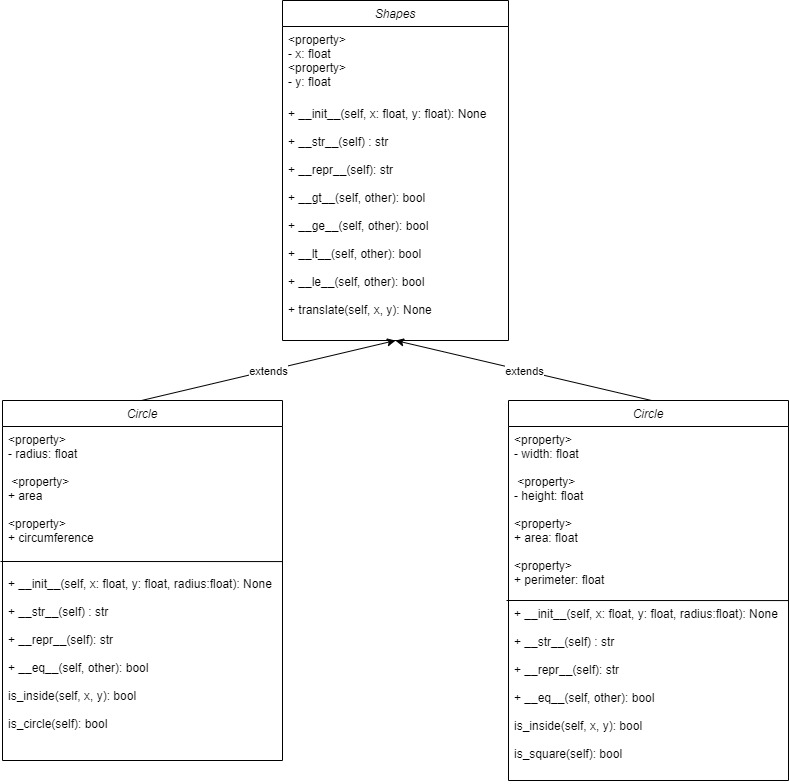 Shapes
<property>
- x: float
<property>
- y: float
+ __init__(self, x: float, y: float): None
+ __str__(self) : str
+ __repr__(self): str
+ __gt__(self, other): bool
+ __ge__(self, other): bool
+ __lt__(self, other): bool
+ __le__(self, other): bool
+ translate(self, x, y): None
extends
extends
Circle
<property>
- radius: float
<property>
+ area
<property>
+ circumference
+ __init__(self, x: float, y: float, radius:float): None
+ __str__(self) : str
+ __repr__(self): str
+ __eq__(self, other): bool
is_inside(self, x, y): bool
is_circle(self): bool
Circle
<property>
- width: float
<property>
- height: float
<property>
+ area: float
<property>
+ perimeter: float
+ __init__(self, x: float, y: float, radius:float): None
+ __str__(self) : str
+ __repr__(self): str
+ __eq__(self, other): bool
is_inside(self, x, y): bool
is_square(self): bool